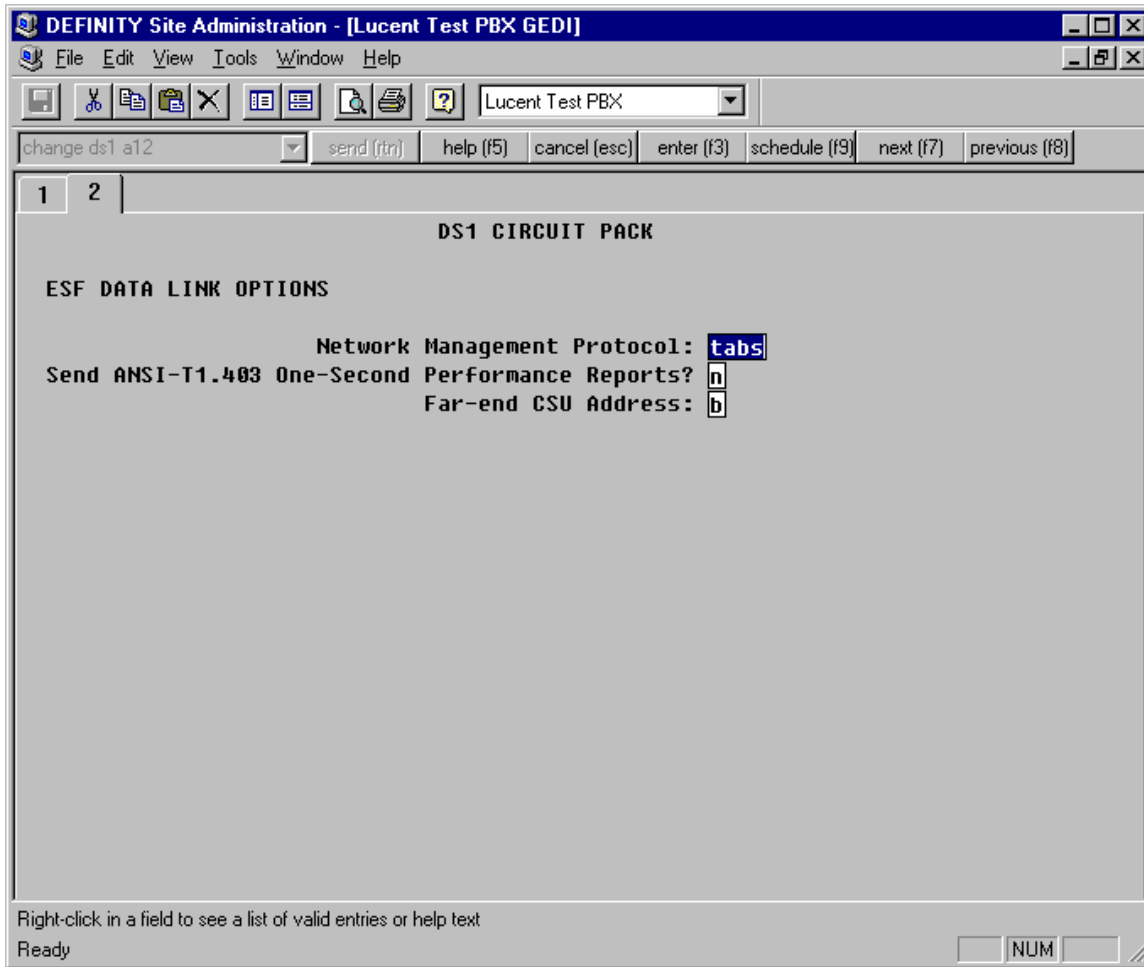 DEFINITY Site Administration - [Lucent Test PBX GEDI]
File Edit View Tools Window Help
Lucent Test PBX
change ds1 a12 send (rtn) help (f5) cancel (esc) enter (f3) schedule (f9) next (f7) previous (f8)
1 2
DS1 CIRCUIT PACK
ESF DATA LINK OPTIONS
Network Management Protocol: tabs
Send ANSI-T1.403 One-Second Performance Reports? n
Far-end CSU Address: b
Right-click in a field to see a list of valid entries or help text
Ready NUM